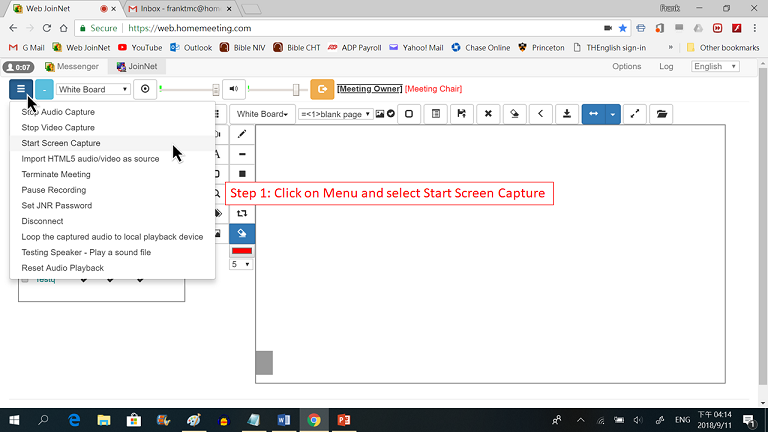 Web JoinNet
Inbox - franktmc@home
Frank
Secure
https://web.homemeeting.com
G Mail
Web JoinNet
YouTube
Outlook
Bible NIV
Bible CHT
ADP Payroll
Yahoo! Mail
Chase Online
Princeton
THEnglish sign-in
»
Other bookmarks
0:07
Messenger
JoinNet
Options
Log
English
White Board
[Meeting Owner] [Meeting Chair]
White Board
=<1>blank page
Stop Audio Capture
Stop Video Capture
Start Screen Capture
Import HTML5 audio/video as source
Terminate Meeting
Pause Recording
Set JNR Password
Disconnect
Loop the captured audio to local playback device
Testing Speaker - Play a sound file
Reset Audio Playback
Step 1: Click on Menu and select Start Screen Capture
5
ENG
下午 04:14
2018/9/11
1